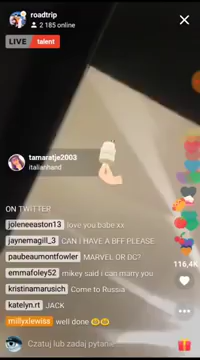 roadtrip
2 185 online
LIVE talent
tamaratje2003
italianhand
ON TWITTER
joleneeaston13 love you babe xx
jaynemagill_3 CAN I HAVE A BFF PLEASE
paubeaumontfowler MARVEL OR DC?
emmafoley52 mikey said i can marry you
kristinamarusich Come to Russia
116,4K
katelyn.rt JACK
millyxlewiss well done
Czatuj lub zadaj pytanie